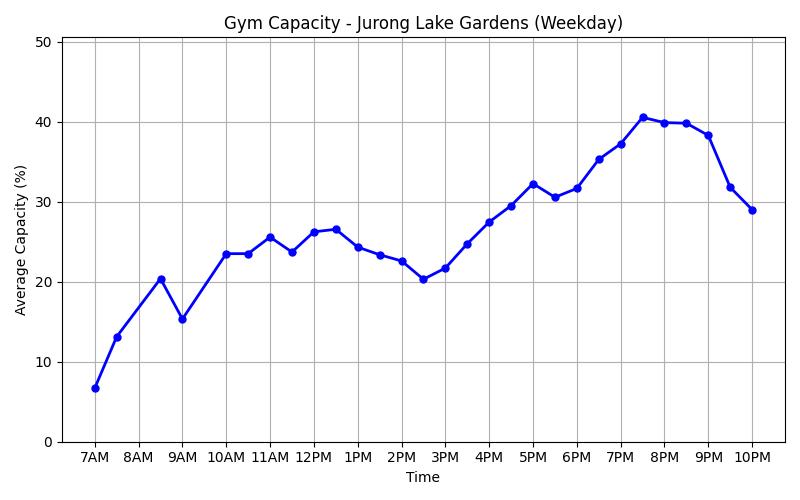 Gym Capacity - Jurong Lake Gardens (Weekday)
Average Capacity (%)
50
40
30
20
10
0
7AM 8AM 9AM 10AM 11AM 12PM 1PM 2PM 3PM 4PM 5PM 6PM 7PM 8PM 9PM 10PM
Time